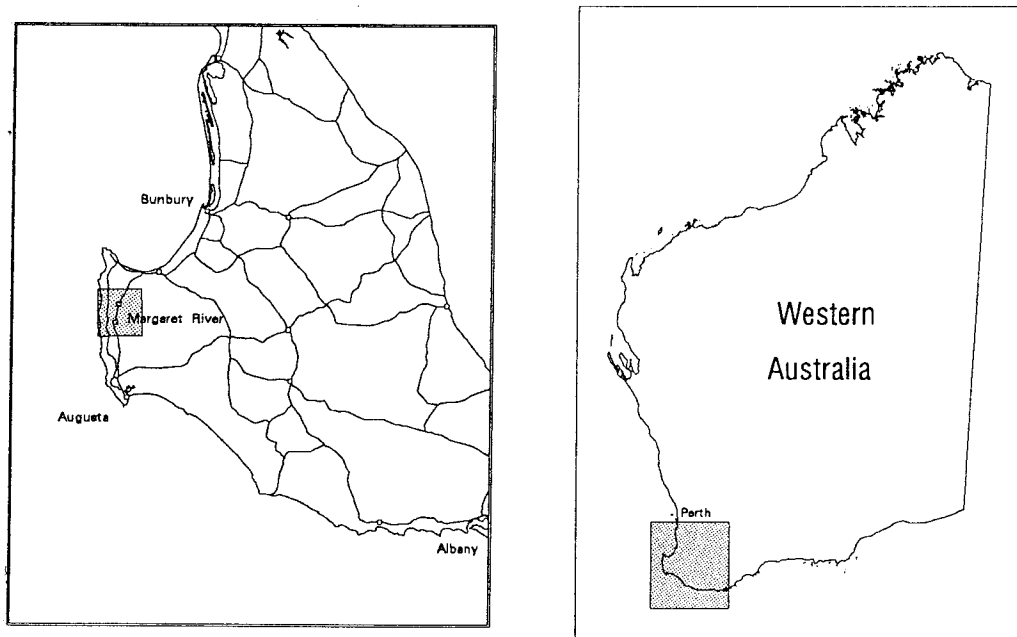 Bunbury
Margaret River
Augusta
Albany
Western
Australia
Perth